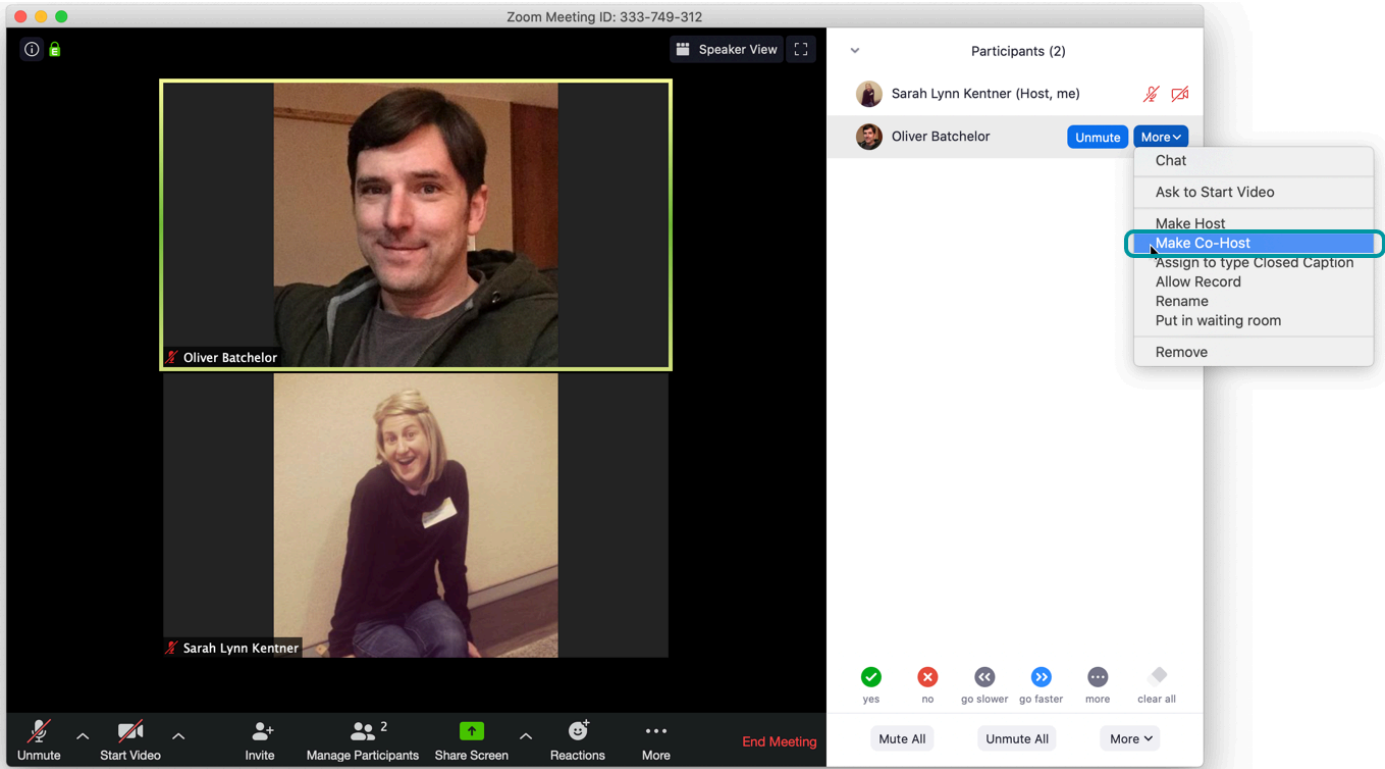 Zoom Meeting ID: 333-749-312
E
Speaker View
Oliver Batchelor
Sarah Lynn Kentner
Participants (2)
Sarah Lynn Kentner (Host, me)
Oliver Batchelor
Unmute
More
Chat
Ask to Start Video
Make Host
Make Co-Host
Assign to type Closed Caption
Allow Record
Rename
Put in waiting room
Remove
yes
no
go slower
go faster
more
clear all
Mute All
Unmute All
More
Unmute
Start Video
Invite
2
Manage Participants
Share Screen
Reactions
More
End Meeting